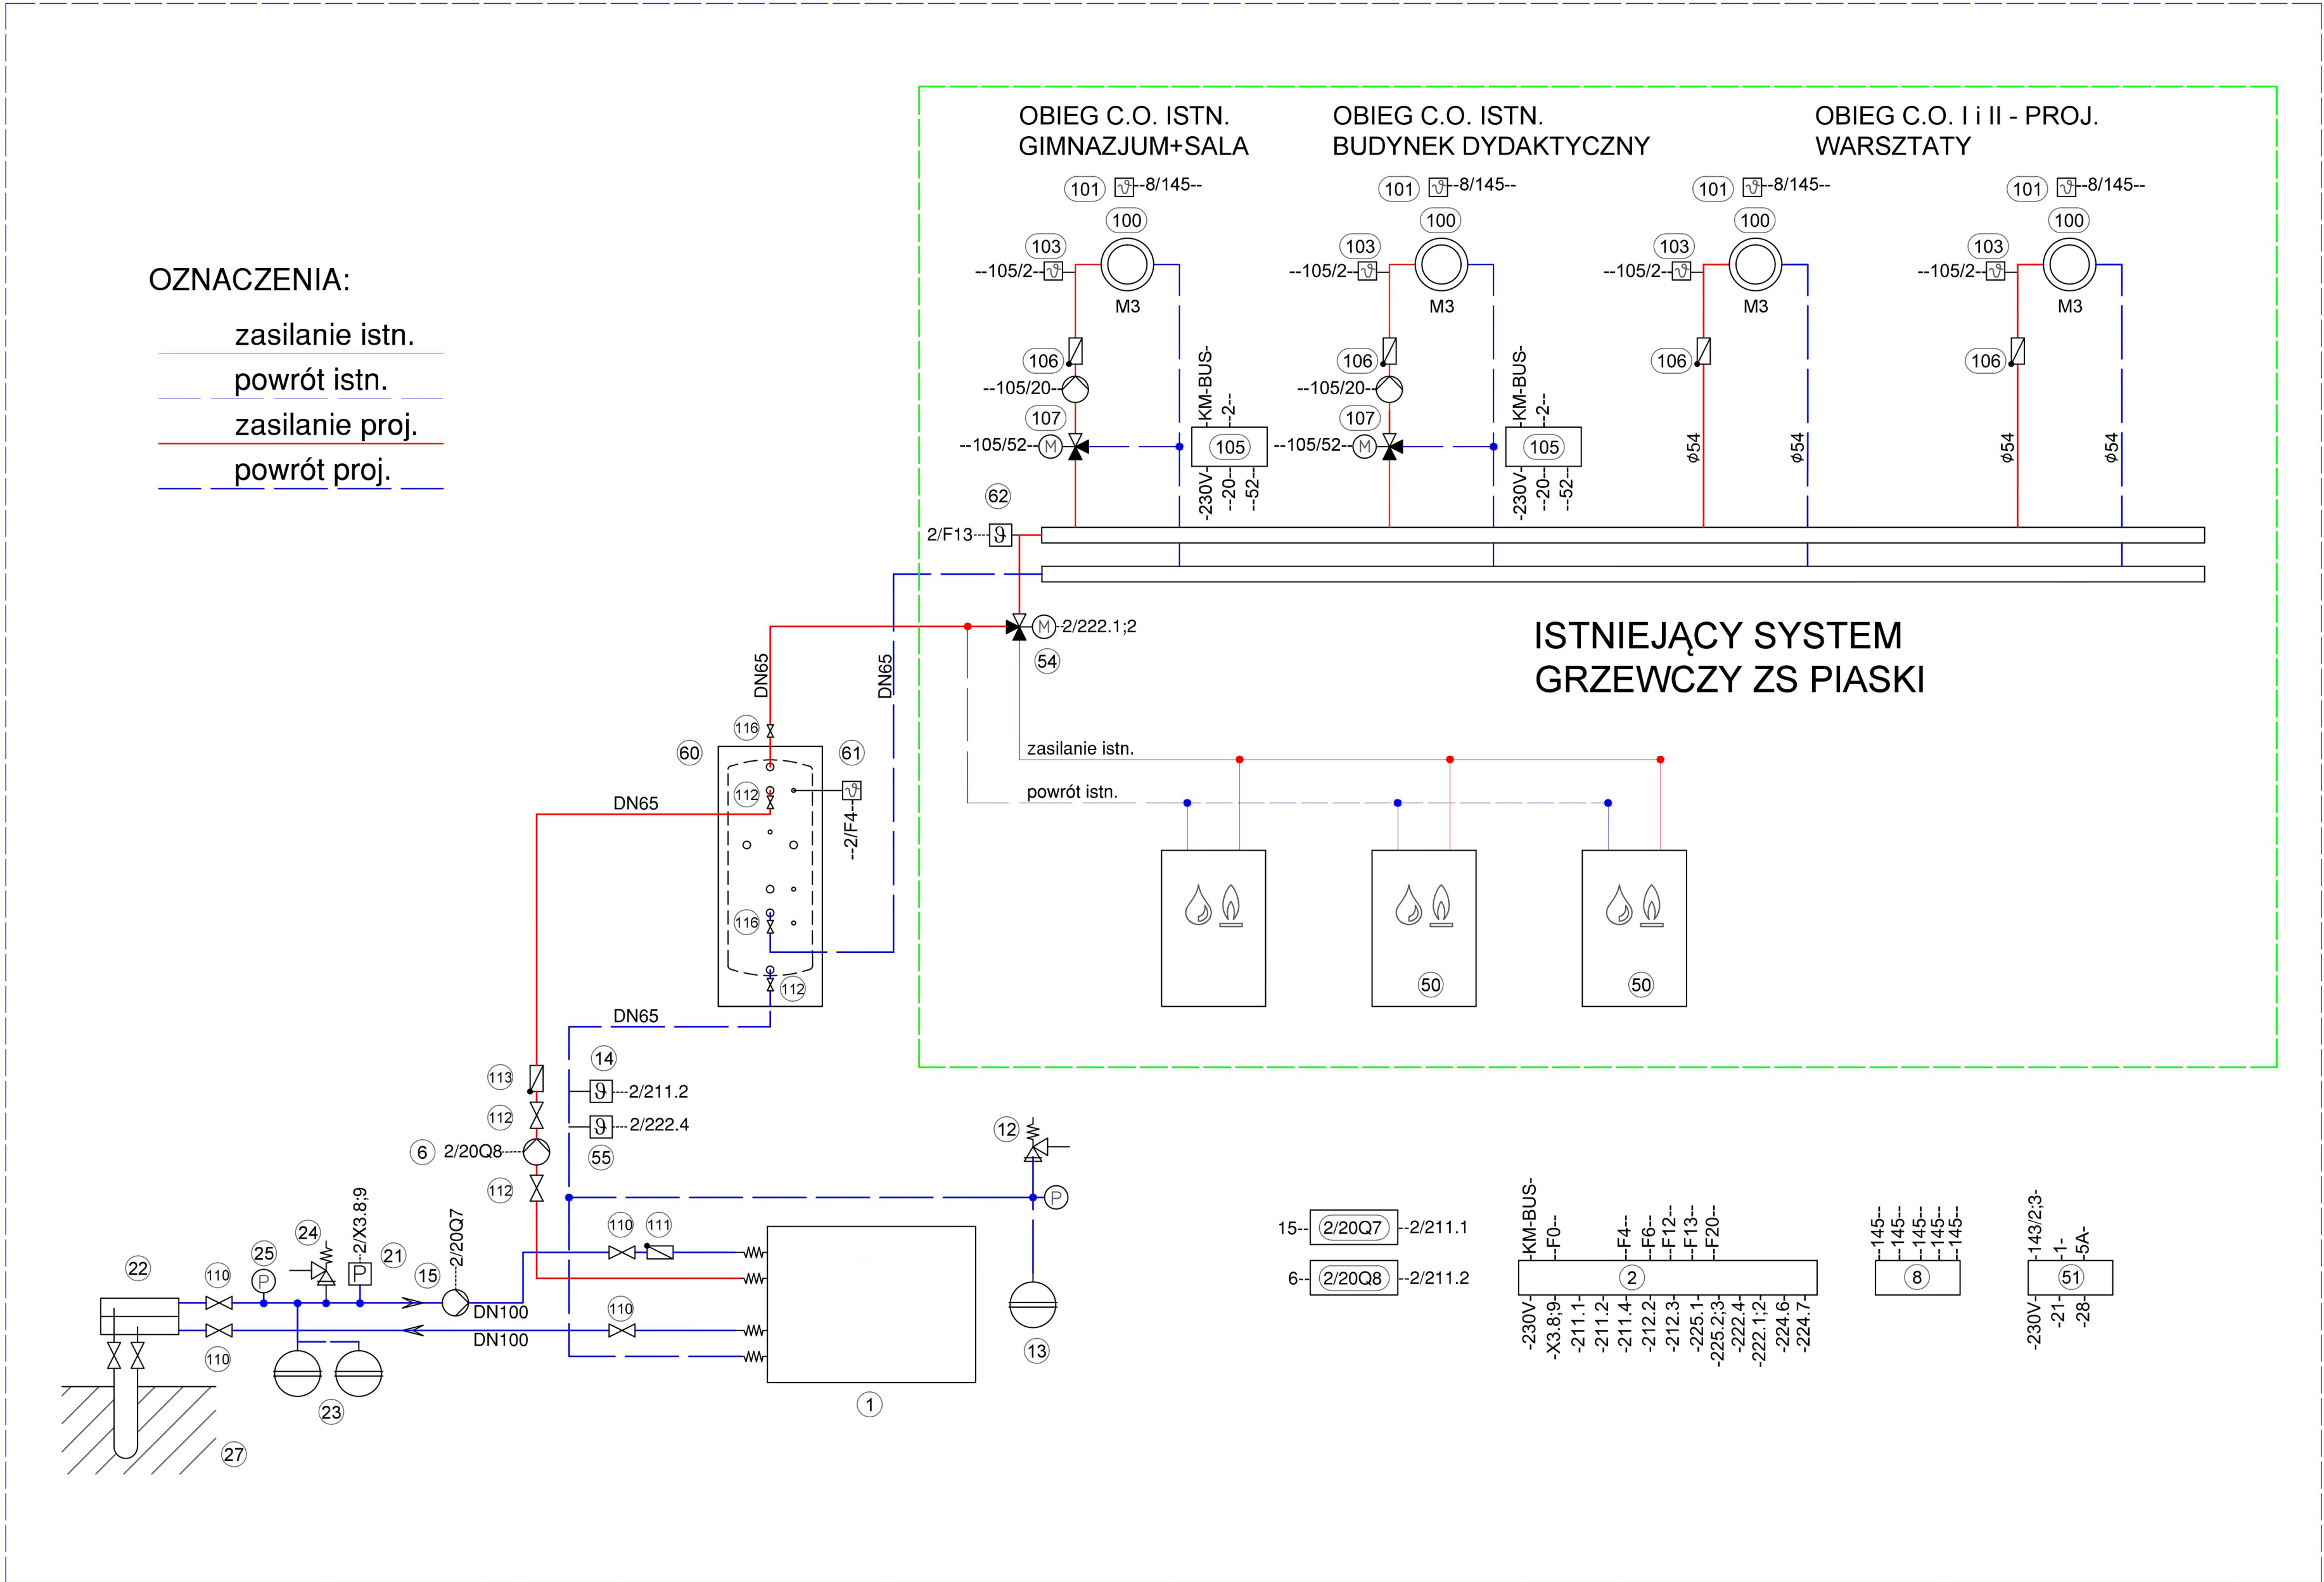 OBIEG C.O. ISTN.
GIMNAZJUM+SALA
OBIEG C.O. ISTN.
BUDYNEK DYDAKTYCZNY
OBIEG C.O. I i II - PROJ.
WARSZTATY
101 --8/145--
100
103
--105/2--
M3
106
--105/20--
107
--105/52-- M
-KM-BUS-
--2--
105
-230V-
--20--
--52--
101 --8/145--
100
103
--105/2--
M3
106
--105/20--
107
--105/52-- M
-KM-BUS-
--2--
105
-230V-
--20--
--52--
101 --8/145--
100
103
--105/2--
M3
106
ϕ54
ϕ54
101 --8/145--
100
103
--105/2--
M3
106
ϕ54
ϕ54
OZNACZENIA:
zasilanie istn.
powrót istn.
zasilanie proj.
powrót proj.
62
2/F13---
M -2/222.1;2
54
ISTNIEJĄCY SYSTEM
GRZEWCZY ZS PIASKI
DN65
DN65
116
60
61
112
--2/F4---
DN65
116
112
DN65
zasilanie istn.
powrót istn.
50
50
14
113
---2/211.2
112
---2/222.4
6 2/20Q8----
55
112
12
P
13
24
--2/X3.8;9
21
2/20Q7
25
P
P
15
22
110
110
111
DN100
110
DN100
110
23
27
1
15-- 2/20Q7 --2/211.1
6-- 2/20Q8 --2/211.2
-KM-BUS-
--F0--
--F4--
--F6--
--F12--
--F13--
--F20--
2
-230V-
-X3.8;9-
-211.1-
-211.2-
-211.4-
-212.2-
-212.3-
-225.1-
-225.2;3-
-222.4-
-222.1;2-
-224.6-
-224.7-
-145--
-145--
-145--
-145--
-145--
8
-143/2;3-
-1-
-5A-
51
-230V-
-21-
-28-